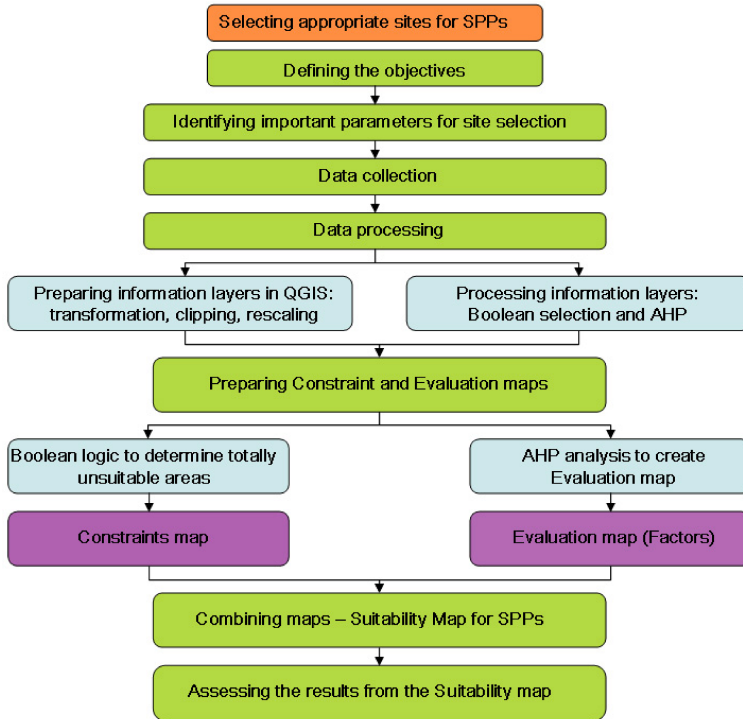 Selecting appropriate sites for SPPs
Defining the objectives
Identifying important parameters for site selection
Data collection
Data processing
Preparing information layers in QGIS:
transformation, clipping, rescaling
Processing information layers:
Boolean selection and AHP
Preparing Constraint and Evaluation maps
Boolean logic to determine totally
unsuitable areas
AHP analysis to create
Evaluation map
Constraints map
Evaluation map (Factors)
Combining maps – Suitability Map for SPPs
Assessing the results from the Suitability map